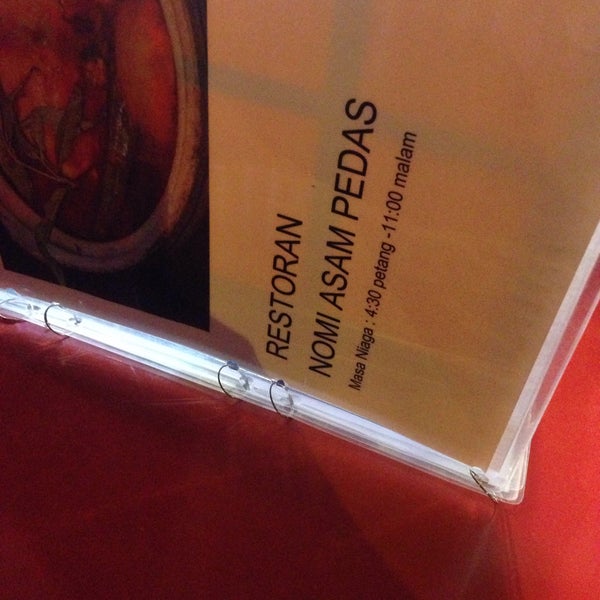 RESTORAN
NOMI ASAM PEDAS
Masa Niaga : 4:30 petang -11:00 malam